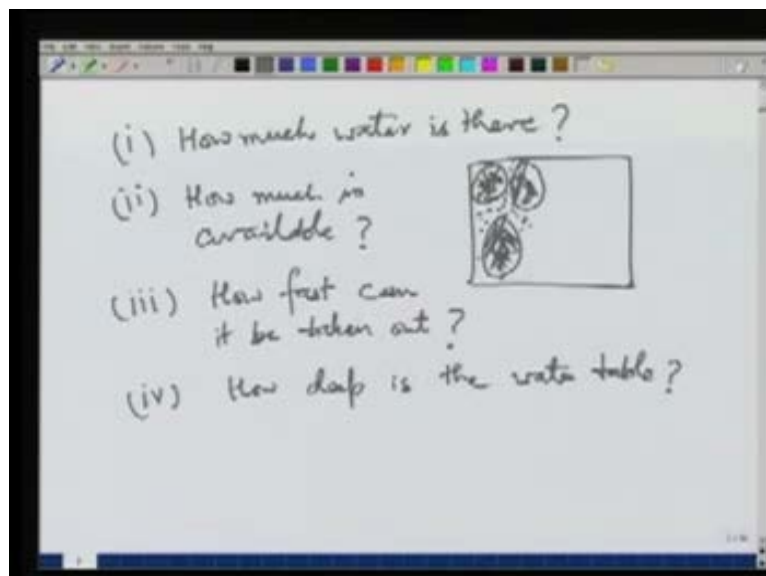 (i) How much water is there ?
(ii) How much is
available ?
(iii) How fast can
it be taken out ?
(iv) How deep is the water table ?